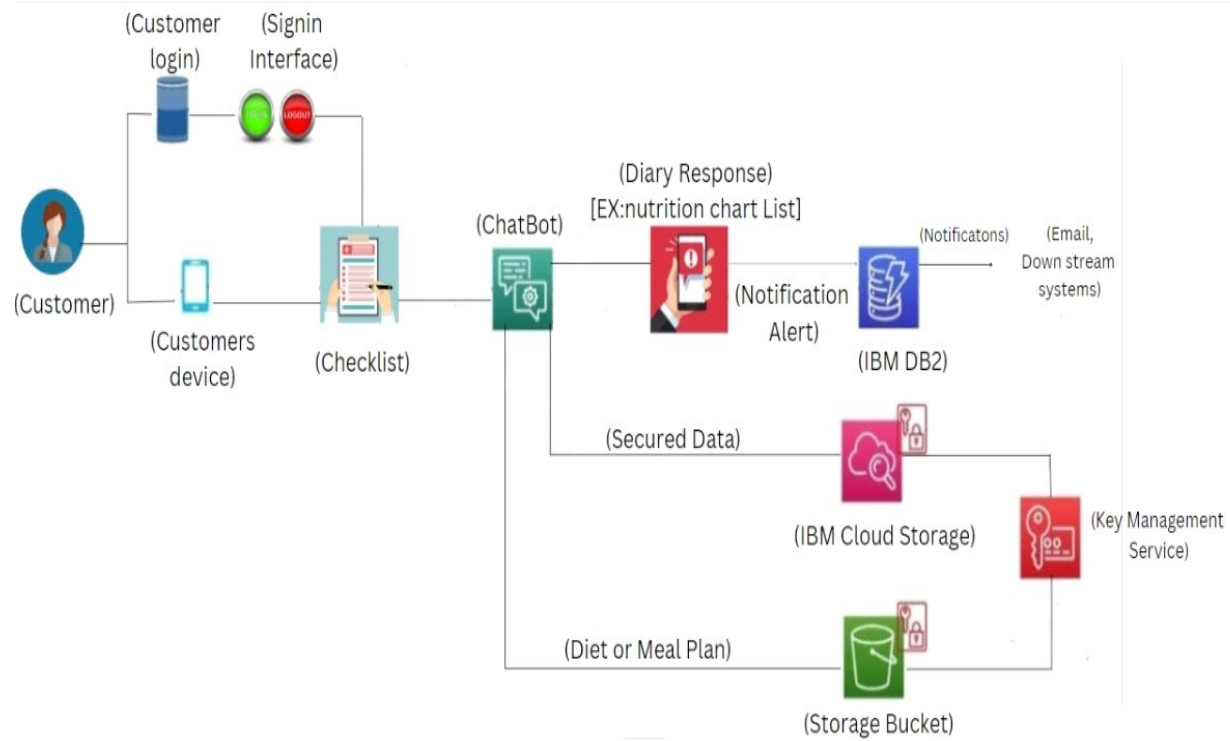 (Customer
login)
(Signin
Interface)
LOGOUT
(Customer)
(Customers
device)
(Checklist)
(ChatBot)
(Diary Response)
[EX:nutrition chart List]
(Notification
Alert)
(IBM DB2)
(Notificatons)
(Email,
Down stream
systems)
(Secured Data)
(IBM Cloud Storage)
(Key Management
Service)
(Diet or Meal Plan)
(Storage Bucket)